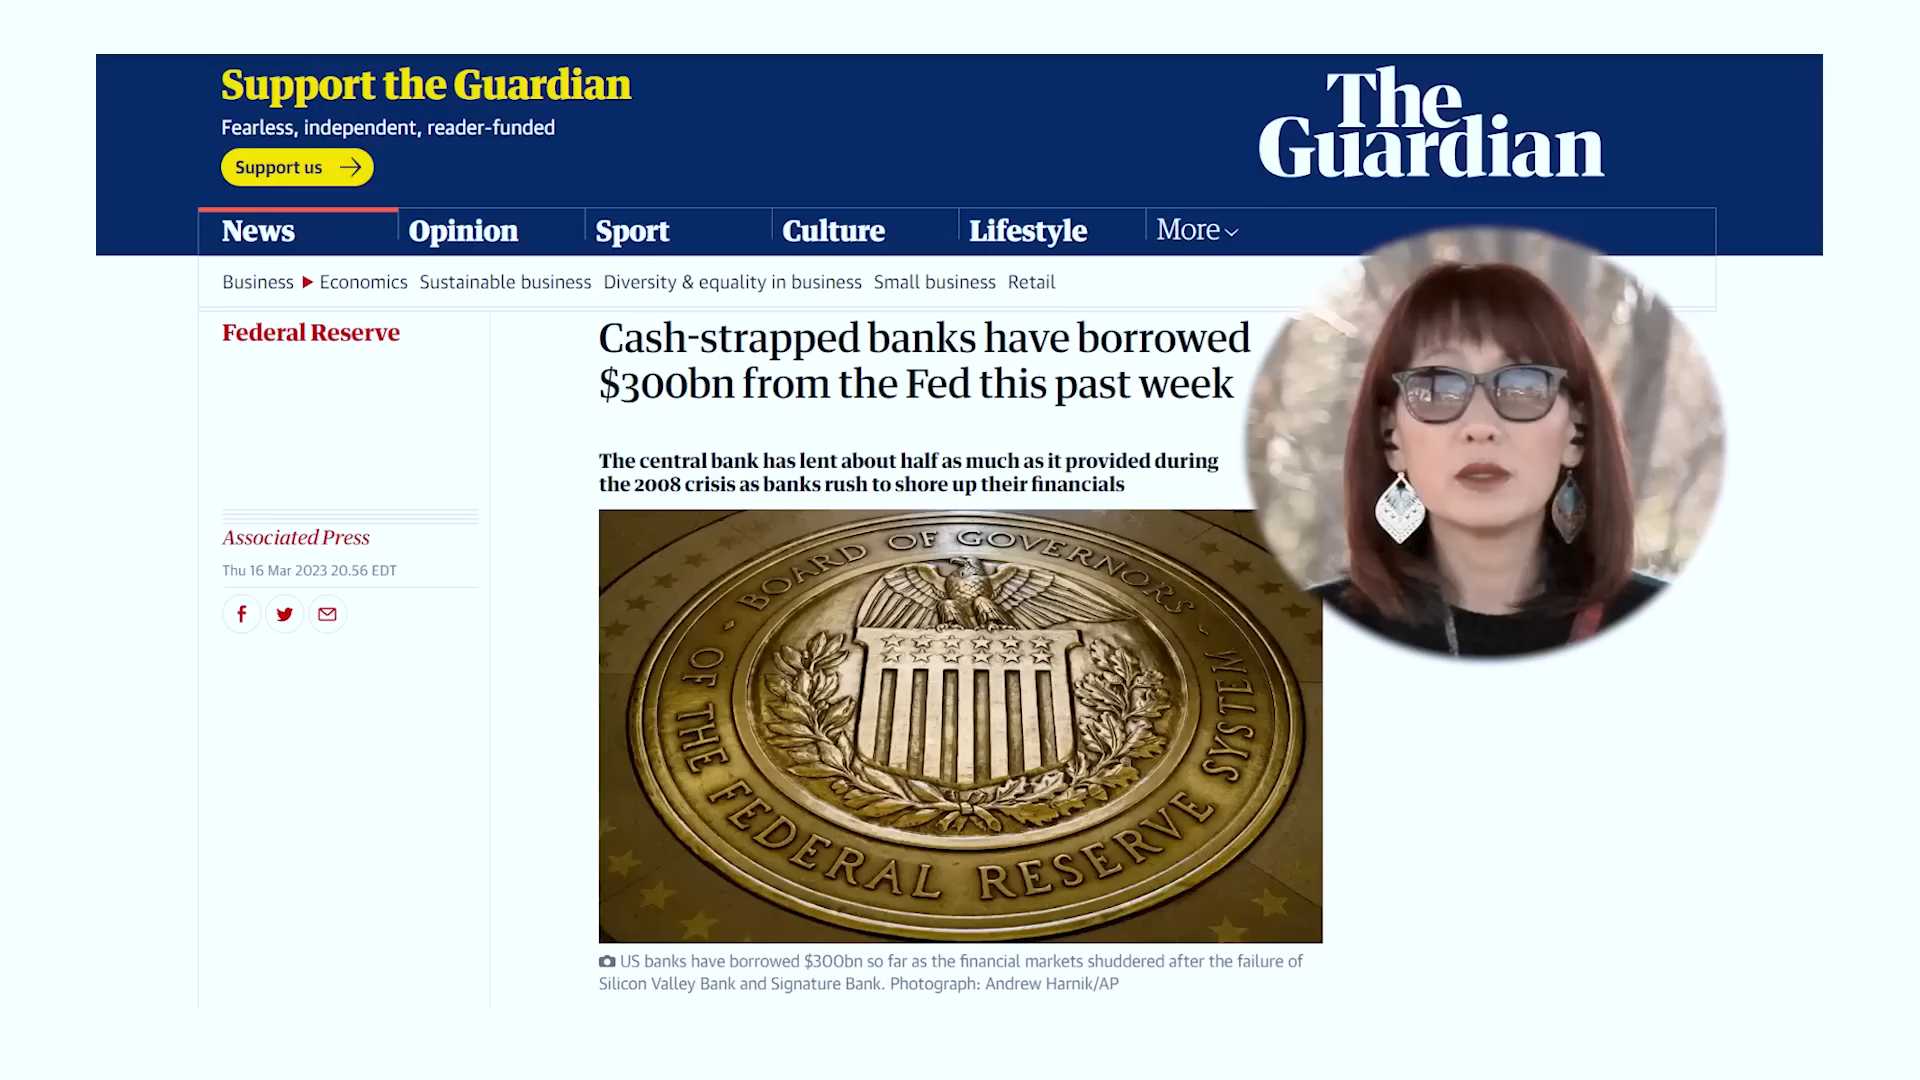 Support the Guardian
Fearless, independent, reader-funded
Support us
The
Guardian
News
Opinion
Sport
Culture
Lifestyle
More
Business
Economics
Sustainable business
Diversity & equality in business
Small business
Retail
Federal Reserve
Cash-strapped banks have borrowed
$300bn from the Fed this past week
The central bank has lent about half as much as it provided during
the 2008 crisis as banks rush to shore up their financials
Associated Press
Thu 16 Mar 2023 20.56 EDT
BOARD OF GOVERNORS
OF THE FEDERAL RESERVE SYSTEM
US banks have borrowed $300bn so far as the financial markets shuddered after the failure of
Silicon Valley Bank and Signature Bank. Photograph: Andrew Harnik/AP